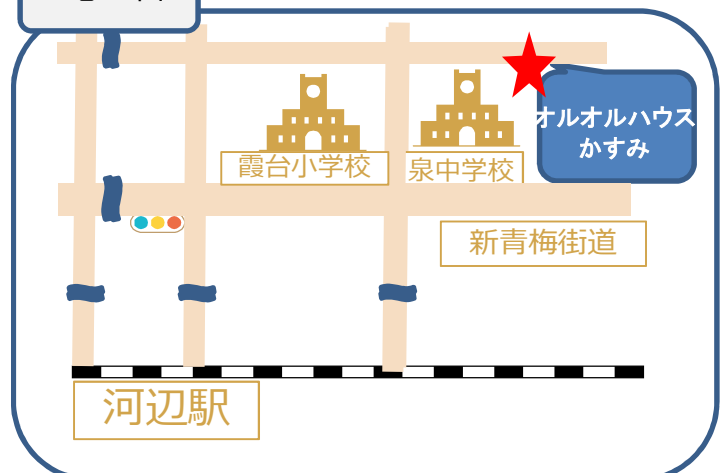 オルオルハウス
かすみ
霞台小学校
泉中学校
新青梅街道
河辺駅